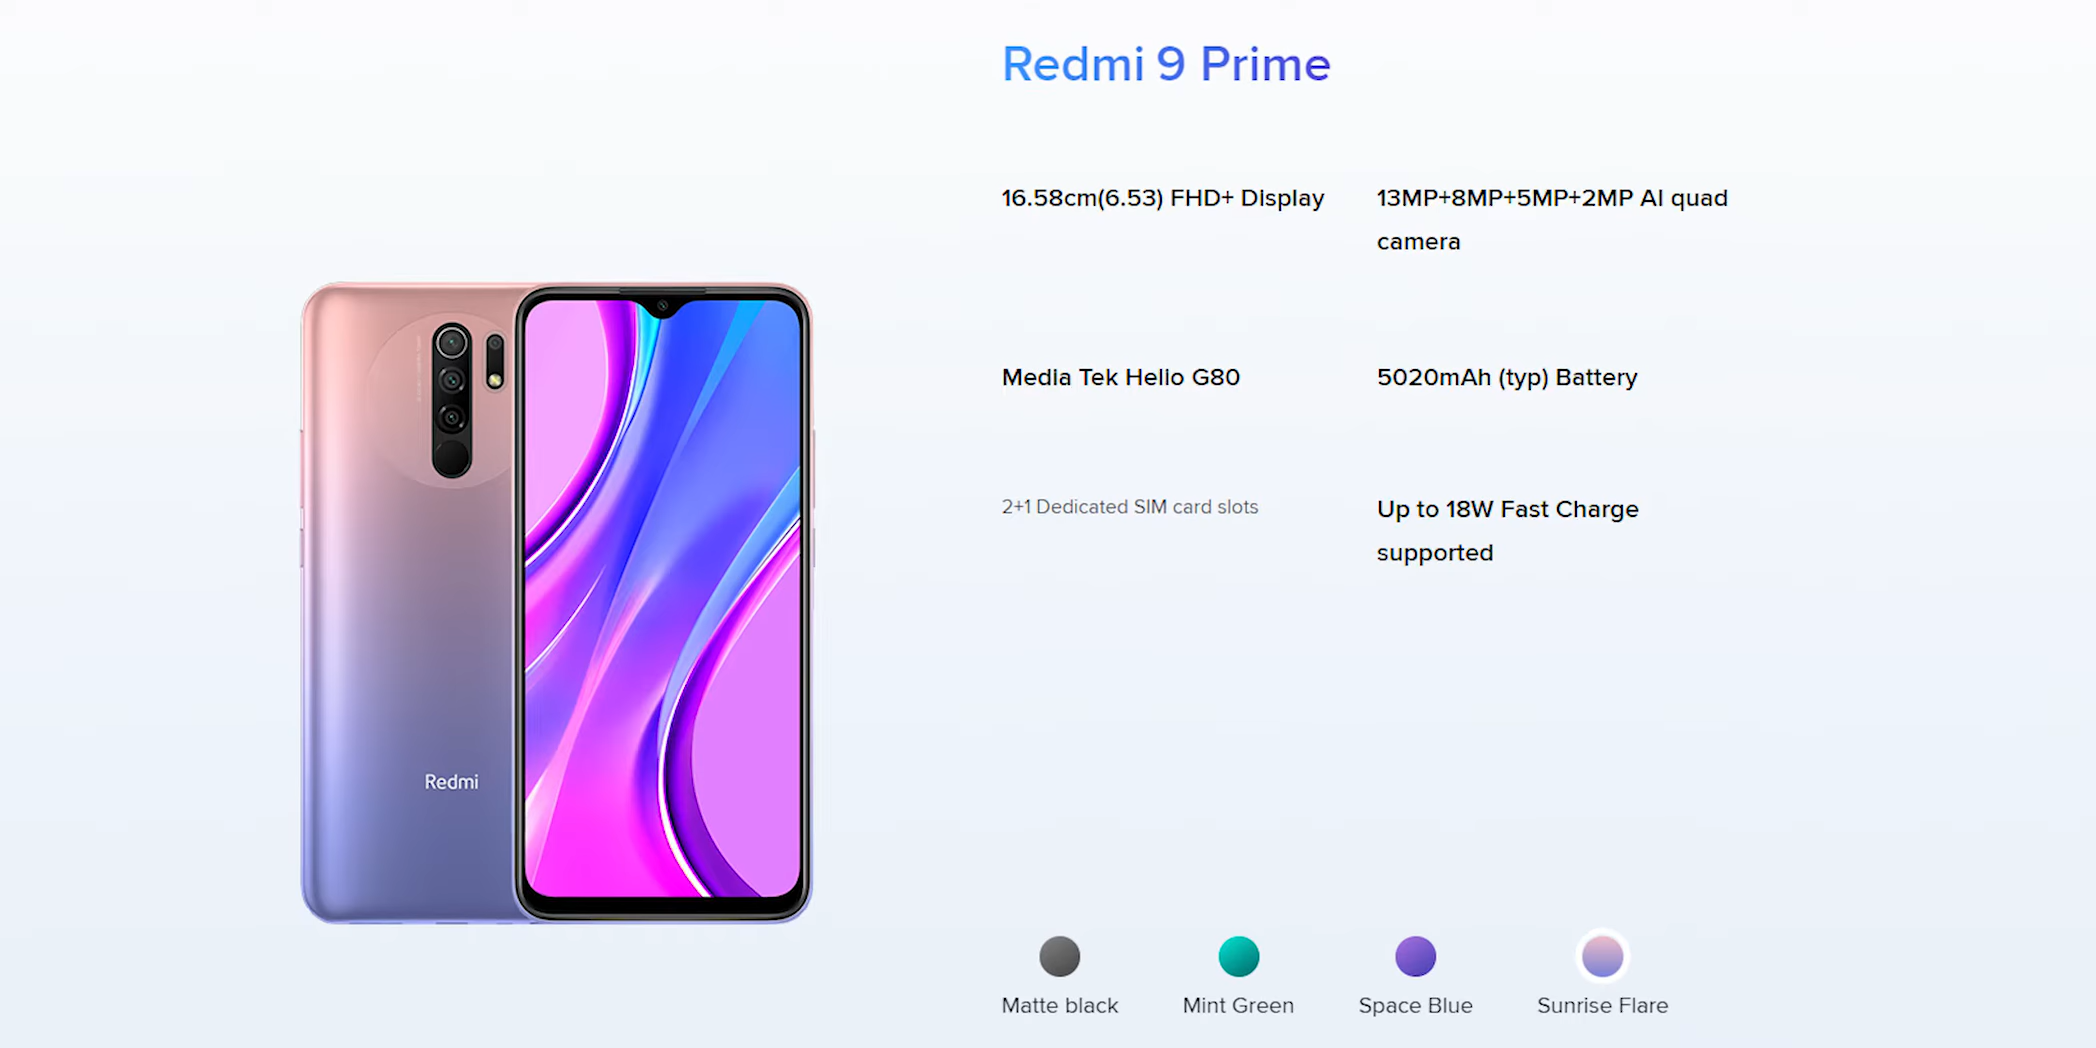 Redmi 9 Prime
16.58cm(6.53) FHD+ Display
13MP+8MP+5MP+2MP AI quad
camera
Media Tek Helio G80
5020mAh (typ) Battery
2+1 Dedicated SIM card slots
Up to 18W Fast Charge
supported
Redmi
Matte black
Mint Green
Space Blue
Sunrise Flare